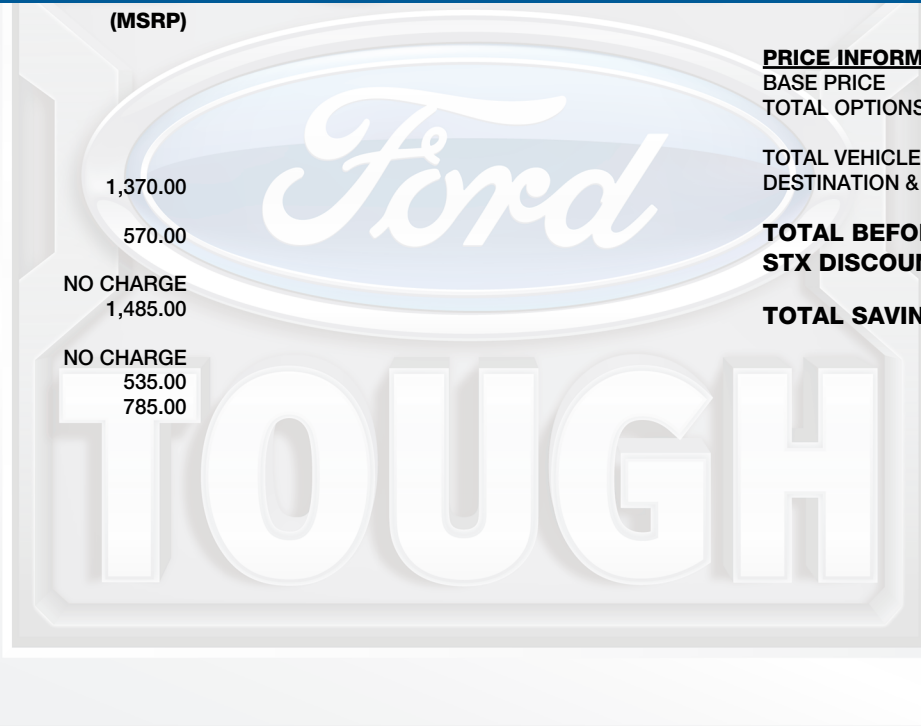 (MSRP)
1,370.00
570.00
NO CHARGE
1,485.00
NO CHARGE
535.00
785.00
PRICE INFORM
BASE PRICE
TOTAL OPTIONS
TOTAL VEHICLE
DESTINATION &
TOTAL BEFO
STX DISCOUN
TOTAL SAVIN
Ford
TOUGH